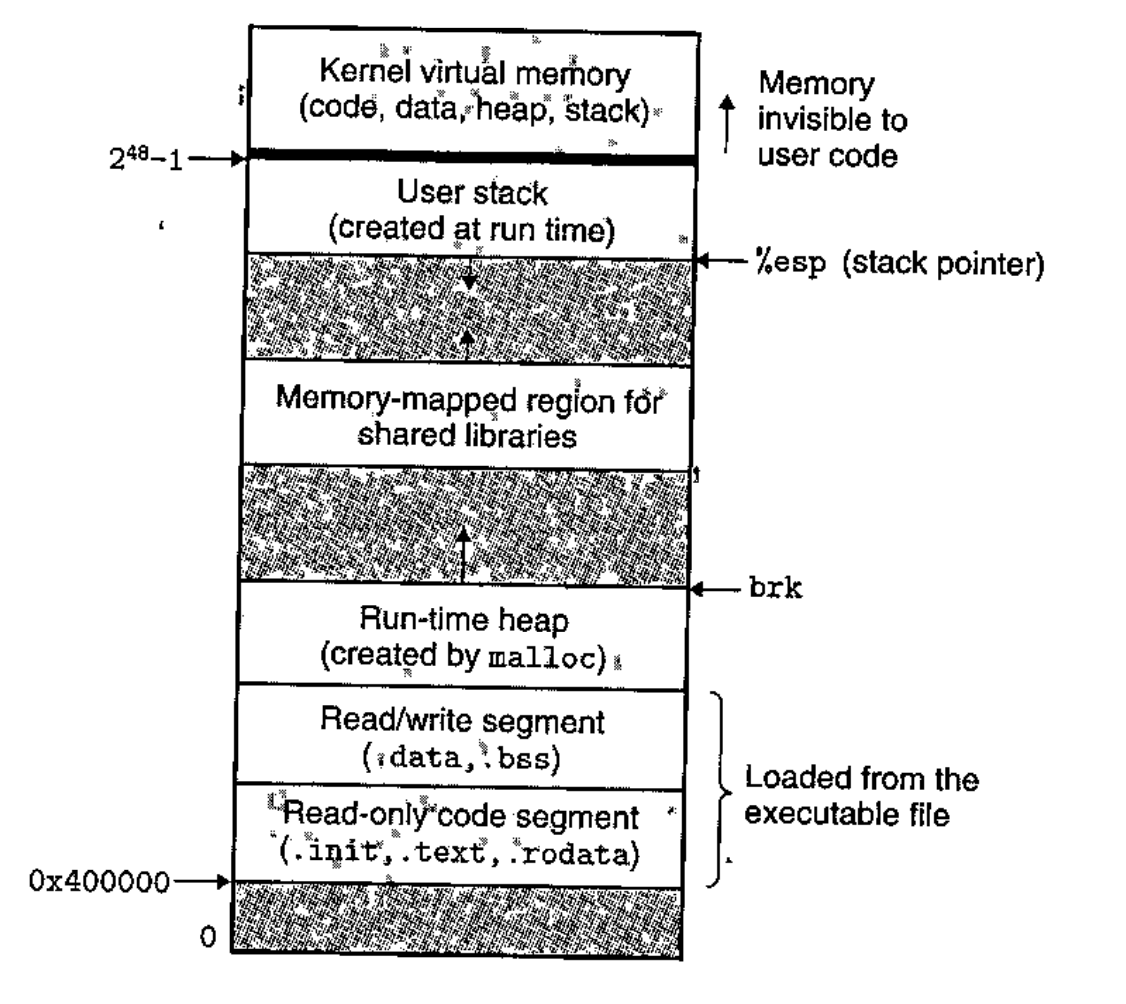 Kernel virtual memory
(code, data, heap, stack)
Memory
invisible to
user code
2⁴⁸–1
User stack
(created at run time)
%esp (stack pointer)
Memory-mapped region for
shared libraries
brk
Run-time heap
(created by malloc)
Read/write segment
(.data, .bss)
Loaded from the
executable file
Read-only code segment
(.init, .text, .rodata)
0x400000
0